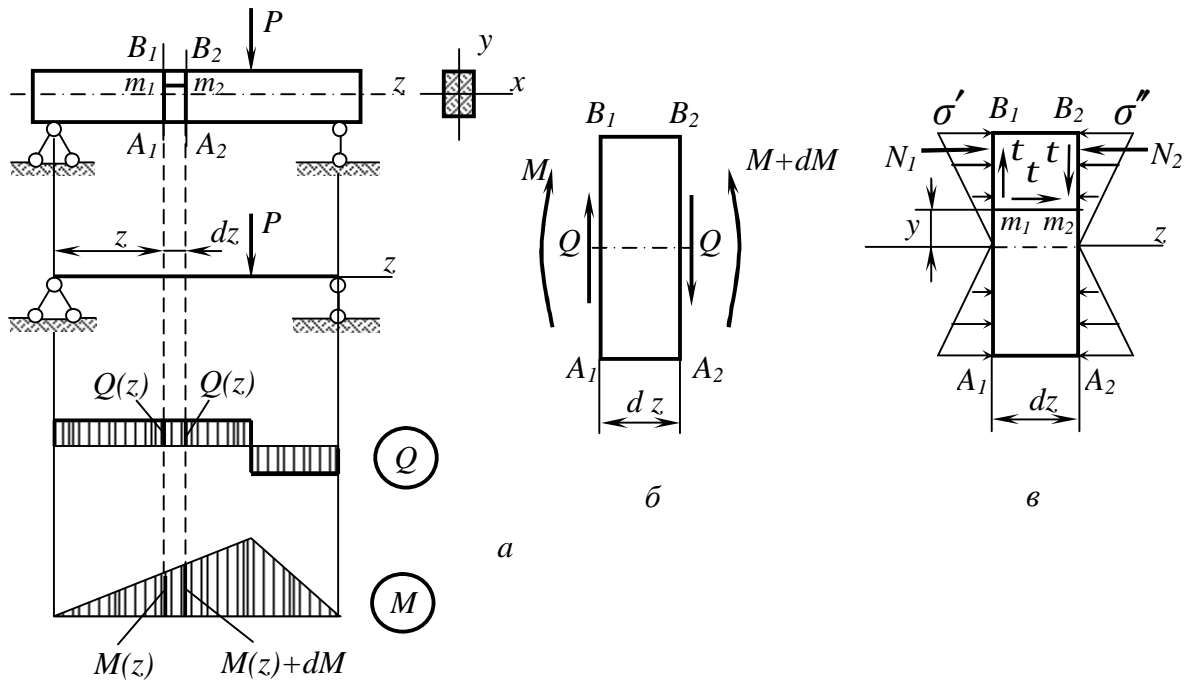 P
y
B₁ B₂
m₁ m₂ z x
A₁ A₂
P
z dz
z
Q(z) Q(z)
Q
M
M(z) M(z)+dM
а
B₁ B₂
M M+dM
Q Q
A₁ A₂
d z
б
σ' B₁ B₂ σ"
N₁ t t N₂
t
y m₁ m₂ z
A₁ A₂
dz
в